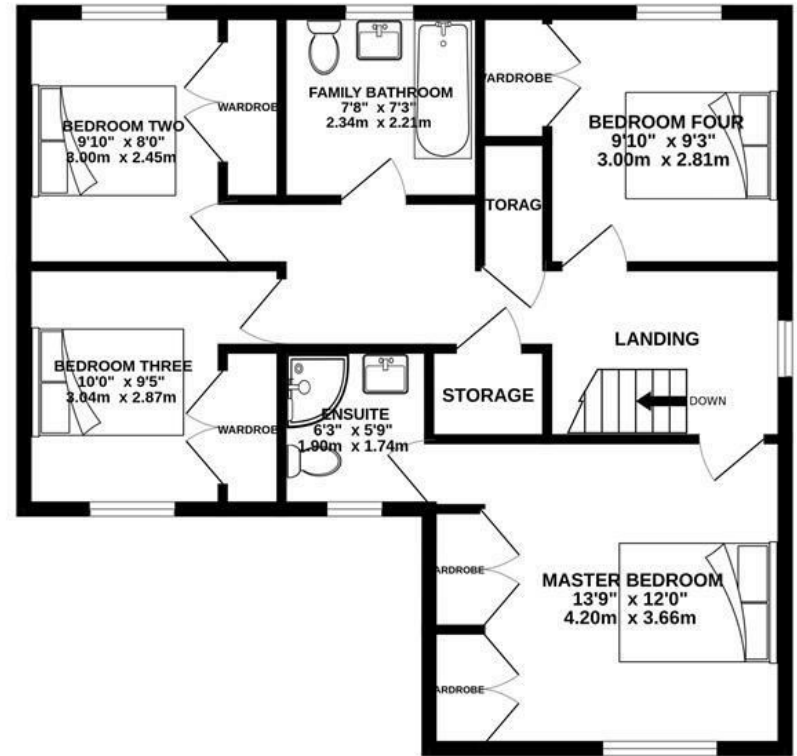 BEDROOM TWO
9'10" x 8'0"
3.00m x 2.45m
WARDROBE
FAMILY BATHROOM
7'8" x 7'3"
2.34m x 2.21m
WARDROBE
BEDROOM FOUR
9'10" x 9'3"
3.00m x 2.81m
TORAG
BEDROOM THREE
10'0" x 9'5"
3.04m x 2.87m
WARDROBE
ENSUITE
6'3" x 5'9"
1.90m x 1.74m
STORAGE
LANDING
DOWN
ARDROBE
MASTER BEDROOM
13'9" x 12'0"
4.20m x 3.66m
ARDROBE